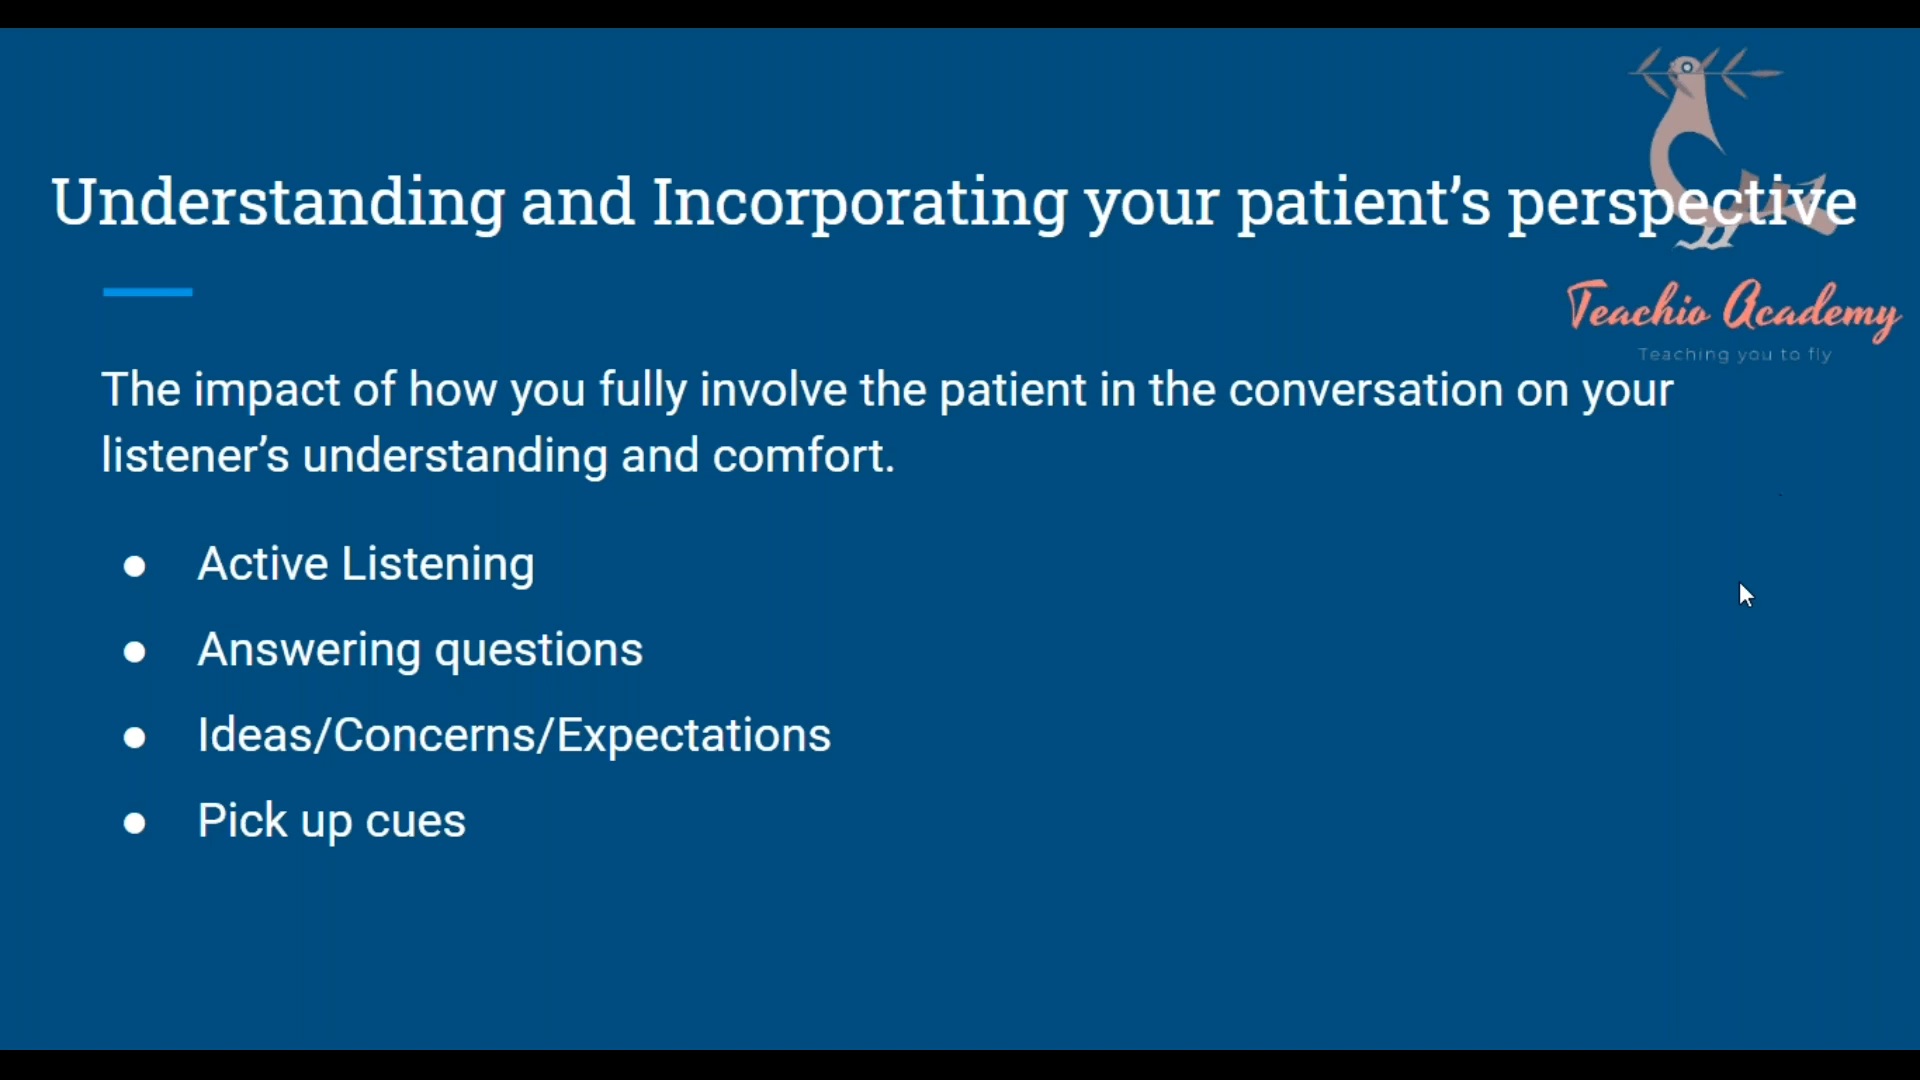 Understanding and Incorporating your patient’s perspective
Teachio Academy
Teaching you to fly
The impact of how you fully involve the patient in the conversation on your
listener’s understanding and comfort.
● Active Listening
● Answering questions
● Ideas/Concerns/Expectations
● Pick up cues